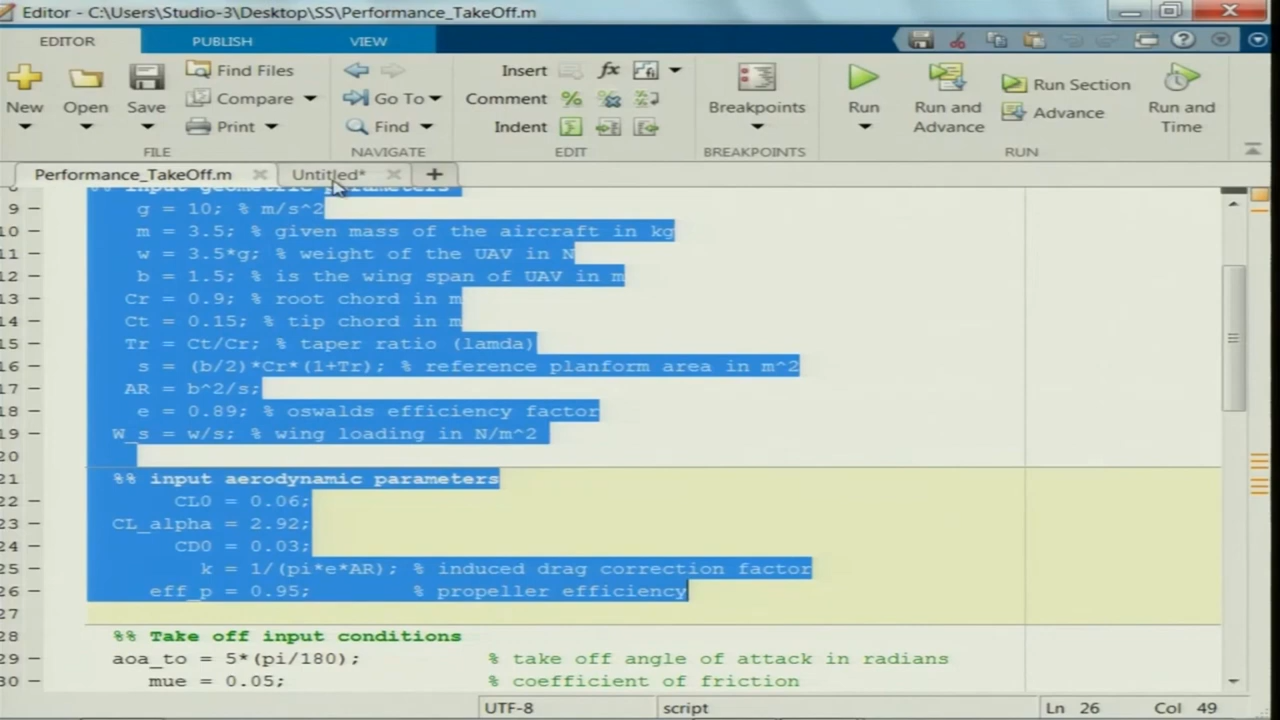 Editor - C:\Users\Studio-3\Desktop\SS\Performance_TakeOff.m
EDITOR PUBLISH VIEW
New Open Save Find Files Compare Print
Go To Find
Insert fx Comment % Indent
Breakpoints
Run Run and Advance Run Section Advance Run and Time
FILE NAVIGATE EDIT BREAKPOINTS RUN
Performance_TakeOff.m Untitled*
8 %% input geometric parameters
9 — g = 10; % m/s^2
10 — m = 3.5; % given mass of the aircraft in kg
11 — w = 3.5*g; % weight of the UAV in N
12 — b = 1.5; % is the wing span of UAV in m
13 — Cr = 0.9; % root chord in m
14 — Ct = 0.15; % tip chord in m
15 — Tr = Ct/Cr; % taper ratio (lamda)
16 — s = (b/2)*Cr*(1+Tr); % reference planform area in m^2
17 — AR = b^2/s;
18 — e = 0.89; % oswalds efficiency factor
19 — W_s = w/s; % wing loading in N/m^2
20
21 %% input aerodynamic parameters
22 — CL0 = 0.06;
23 — CL_alpha = 2.92;
24 — CD0 = 0.03;
25 — k = 1/(pi*e*AR); % induced drag correction factor
26 — eff_p = 0.95; % propeller efficiency
27
28 %% Take off input conditions
29 — aoa_to = 5*(pi/180); % take off angle of attack in radians
30 — mue = 0.05; % coefficient of friction
UTF-8 script Ln 26 Col 49